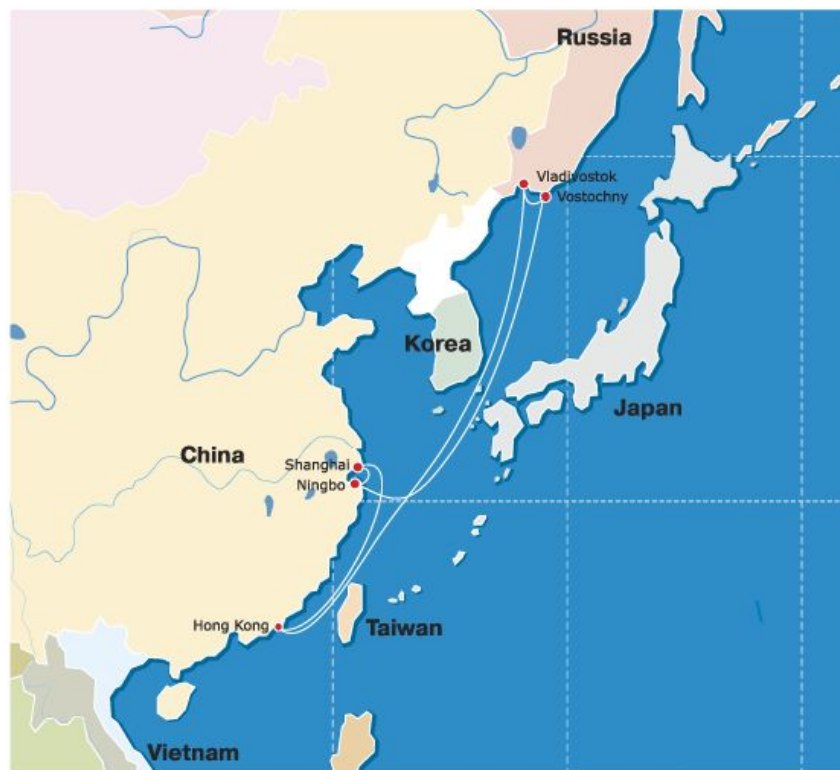 Russia
Vladivostok
Vostochny
Korea
Japan
China
Shanghai
Ningbo
Hong Kong
Taiwan
Vietnam